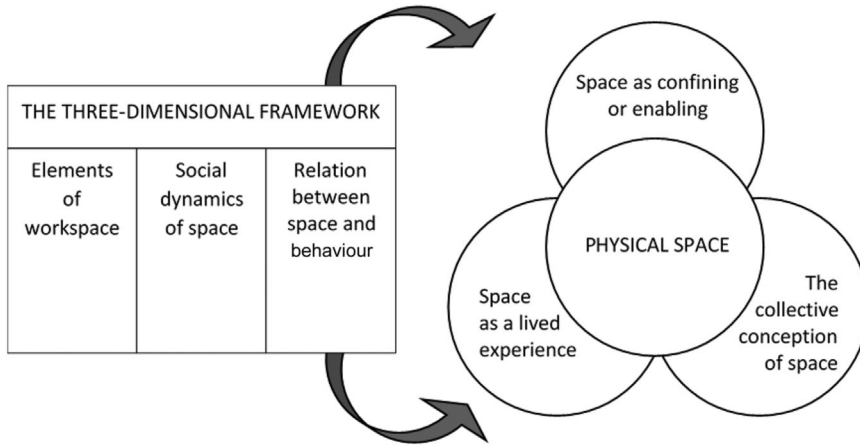 THE THREE-DIMENSIONAL FRAMEWORK
Elements
of
workspace
Social
dynamics
of space
Relation
between
space and
behaviour
Space as confining
or enabling
PHYSICAL SPACE
Space
as a lived
experience
The
collective
conception
of space